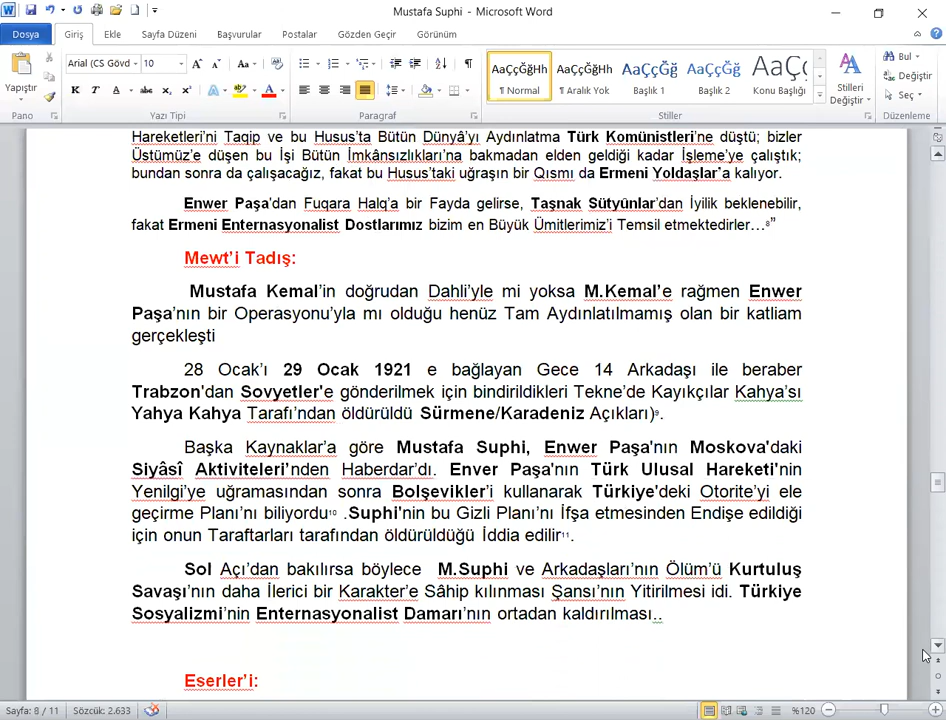 Mustafa Suphi - Microsoft Word
Dosya Giriş Ekle Sayfa Düzeni Başvurular Postalar Gözden Geçir Görünüm
Yapıştır
Pano
Arial (CS Gövd 10
Yazı Tipi
Paragraf
AaÇçĞğHh AaÇçĞğHh AaÇçĞğ AaÇçĞğ AaÇç
¶ Normal ¶ Aralık Yok Başlık 1 Başlık 2 Konu Başlığı
Stilleri Değiştir
Stiller
Bul
Değiştir
Seç
Düzenleme
Hareketleri’ni Taqip ve bu Husus’ta Bütün Dünyâ’yı Aydınlatma Türk Komünistleri’ne düştü; bizler
Üstümüz’e düşen bu İşi Bütün İmkânsızlıkları’na bakmadan elden geldiği kadar İşleme’ye çalıştık;
bundan sonra da çalışacağız, fakat bu Husus’taki uğraşın bir Qısmı da Ermeni Yoldaşlar’a kalıyor.
Enwer Paşa’dan Fuqara Halq’a bir Fayda gelirse, Taşnak Sütyûnlar’dan İyilik beklenebilir,
fakat Ermeni Enternasyonalist Dostlarımız bizim en Büyük Ümitlerimiz’i Temsil etmektedirler…8”
Mewt’i Tadış:
Mustafa Kemal’in doğrudan Dahli’yle mi yoksa M.Kemal’e rağmen Enwer
Paşa’nın bir Operasyonu’yla mı olduğu henüz Tam Aydınlatılmamış olan bir katliam
gerçekleşti
28 Ocak’ı 29 Ocak 1921 e bağlayan Gece 14 Arkadaşı ile beraber
Trabzon'dan Sovyetler'e gönderilmek için bindirildikleri Tekne’de Kayıkçılar Kahya’sı
Yahya Kahya Tarafı’ndan öldürüldü Sürmene/Karadeniz Açıkları)9.
Başka Kaynaklar’a göre Mustafa Suphi, Enwer Paşa'nın Moskova'daki
Siyâsî Aktiviteleri’nden Haberdar’dı. Enver Paşa'nın Türk Ulusal Hareketi'nin
Yenilgi’ye uğramasından sonra Bolşevikler’i kullanarak Türkiye'deki Otorite’yi ele
geçirme Planı’nı biliyordu10 .Suphi'nin bu Gizli Planı’nı İfşa etmesinden Endişe edildiği
için onun Taraftarları tarafından öldürüldüğü İddia edilir11.
Sol Açı’dan bakılırsa böylece M.Suphi ve Arkadaşları’nın Ölüm’ü Kurtuluş
Savaşı’nın daha İlerici bir Karakter’e Sâhip kılınması Şansı’nın Yitirilmesi idi. Türkiye
Sosyalizmi’nin Enternasyonalist Damarı’nın ortadan kaldırılması..
Eserler’i:
Sayfa: 8 / 11 Sözcük: 2.633 %120